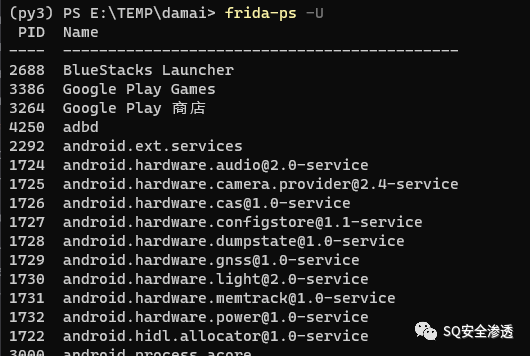 (py3) PS E:\TEMP\damai> frida-ps -U
PID Name
---- --------------------------------------------
2688 BlueStacks Launcher
3386 Google Play Games
3264 Google Play 商店
4250 adbd
2292 android.ext.services
1724 android.hardware.audio@2.0-service
1725 android.hardware.camera.provider@2.4-service
1726 android.hardware.cas@1.0-service
1727 android.hardware.configstore@1.1-service
1728 android.hardware.dumpstate@1.0-service
1729 android.hardware.gnss@1.0-service
1730 android.hardware.light@2.0-service
1731 android.hardware.memtrack@1.0-service
1732 android.hardware.power@1.0-service
1722 android.hidl.allocator@1.0-service
3000 android.process.acore
SQ安全渗透